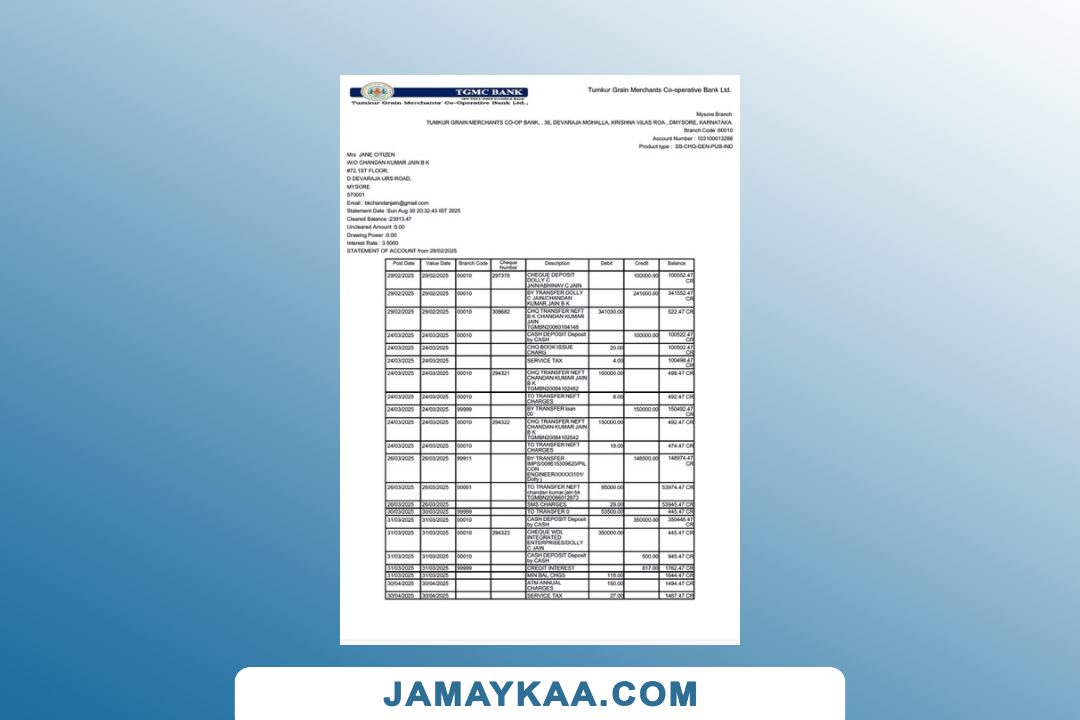 TGMC BANK
Tumkur Grain Merchants' Co-Operative Bank Ltd.,
Tumkur Grain Merchants Co-operative Bank Ltd.
Mysore Branch
TUMKUR GRAIN MERCHANTS CO-OP BANK, , 36, DEVARAJA MOHALLA, KRISHNA VILAS ROA , DMYSORE, KARNATAKA
Branch Code :00010
Account Number : 103100013288
Product type : SB-CHQ-GEN-PUB-IND
Mrs JANE CITIZEN
W/O CHANDAN KUMAR JAIN B K
#72,1ST FLOOR,
D DEVARAJA URS ROAD,
MYSORE
570001
Email : bkchandanjain@gmail.com
Statement Date :Sun Aug 30 20:32:43 IST 2025
Cleared Balance :23913.47
Uncleared Amount :0.00
Drawing Power :0.00
Interest Rate : 3.5000
STATEMENT OF ACCOUNT from 28/02/2025
Post Date Value Date Branch Code Cheque Number Description Debit Credit Balance
29/02/2025 29/02/2025 00010 297378 CHEQUE DEPOSIT 100000.00 100552.47
DOLLY C CR
JAIN/ABHINAV C JAIN
29/02/2025 29/02/2025 00010 BY TRANSFER DOLLY 241000.00 341552.47
C JAIN/CHANDAN CR
KUMAR JAIN B K
29/02/2025 29/02/2025 00010 308682 CHQ TRANSFER NEFT 341030.00 522.47 CR
B K CHANDAN KUMAR
JAIN
TGMBN20060104148
24/03/2025 24/03/2025 00010 CASH DEPOSIT Deposit 100000.00 100522.47
by CASH CR
24/03/2025 24/03/2025 CHQ BOOK ISSUE 20.00 100502.47
CHARG CR
24/03/2025 24/03/2025 SERVICE TAX 4.00 100498.47
CR
24/03/2025 24/03/2025 00010 294321 CHQ TRANSFER NEFT 100000.00 498.47 CR
CHANDAN KUMAR JAIN
B K
TGMBN20084102482
24/03/2025 24/03/2025 00010 TO TRANSFER NEFT 6.00 492.47 CR
CHARGES
24/03/2025 24/03/2025 99999 BY TRANSFER loan 150000.00 150492.47
00 CR
24/03/2025 24/03/2025 00010 294322 CHQ TRANSFER NEFT 150000.00 492.47 CR
CHANDAN KUMAR JAIN
B K
TGMBN20084102542
24/03/2025 24/03/2025 00010 TO TRANSFER NEFT 18.00 474.47 CR
CHARGES
26/03/2025 26/03/2025 99911 BY TRANSFER 148500.00 148974.47
IMPS/008615309620/PIL CR
CON
ENGINEER/XXXX3101/
Dolly j
26/03/2025 26/03/2025 00001 TO TRANSFER NEFT 95000.00 53974.47 CR
chandan kumar jain bk
TGMBN20086012873
26/03/2025 26/03/2025 SMS CHARGES 29.00 53945.47 CR
30/03/2025 30/03/2025 99999 TO TRANSFER 0 53500.00 445.47 CR
31/03/2025 31/03/2025 00010 CASH DEPOSIT Deposit 350000.00 350445.47
by CASH CR
31/03/2025 31/03/2025 00010 294323 CHEQUE WDL 350000.00 445.47 CR
INTEGRATED
ENTERPRISES/DOLLY
C JAIN
31/03/2025 31/03/2025 00010 CASH DEPOSIT Deposit 500.00 945.47 CR
by CASH
31/03/2025 31/03/2025 99999 CREDIT INTEREST 817.00 1762.47 CR
31/03/2025 31/03/2025 MIN BAL CHGS 118.00 1644.47 CR
30/04/2025 30/04/2025 ATM ANNUAL 150.00 1494.47 CR
CHARGES
30/04/2025 30/04/2025 SERVICE TAX 27.00 1467.47 CR
JAMAYKAA.COM